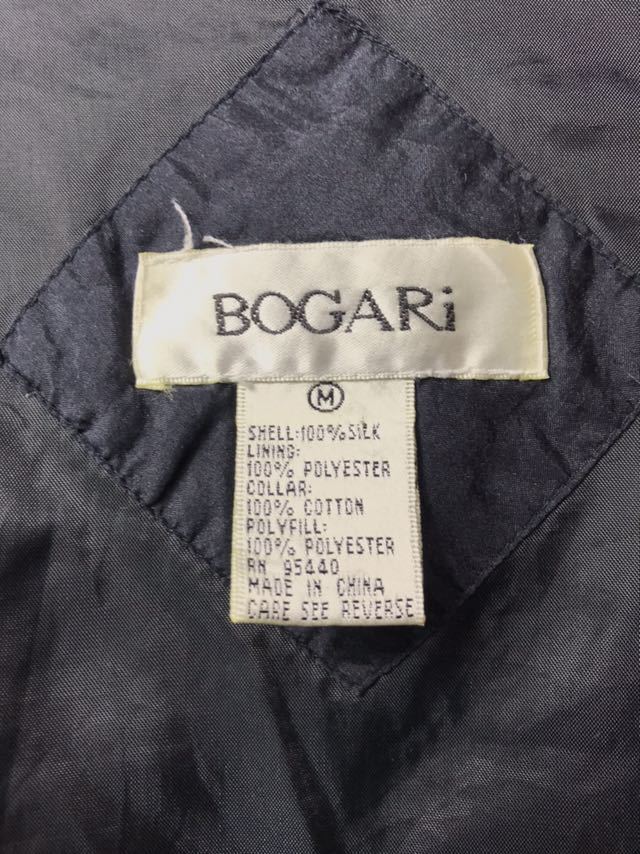 BOGARi
M
SHELL:100%SILK
LINING:
100% POLYESTER
COLLAR:
100% COTTON
POLYFILL:
100% POLYESTER
RN 95440
MADE IN CHINA
CARE SEE REVERSE